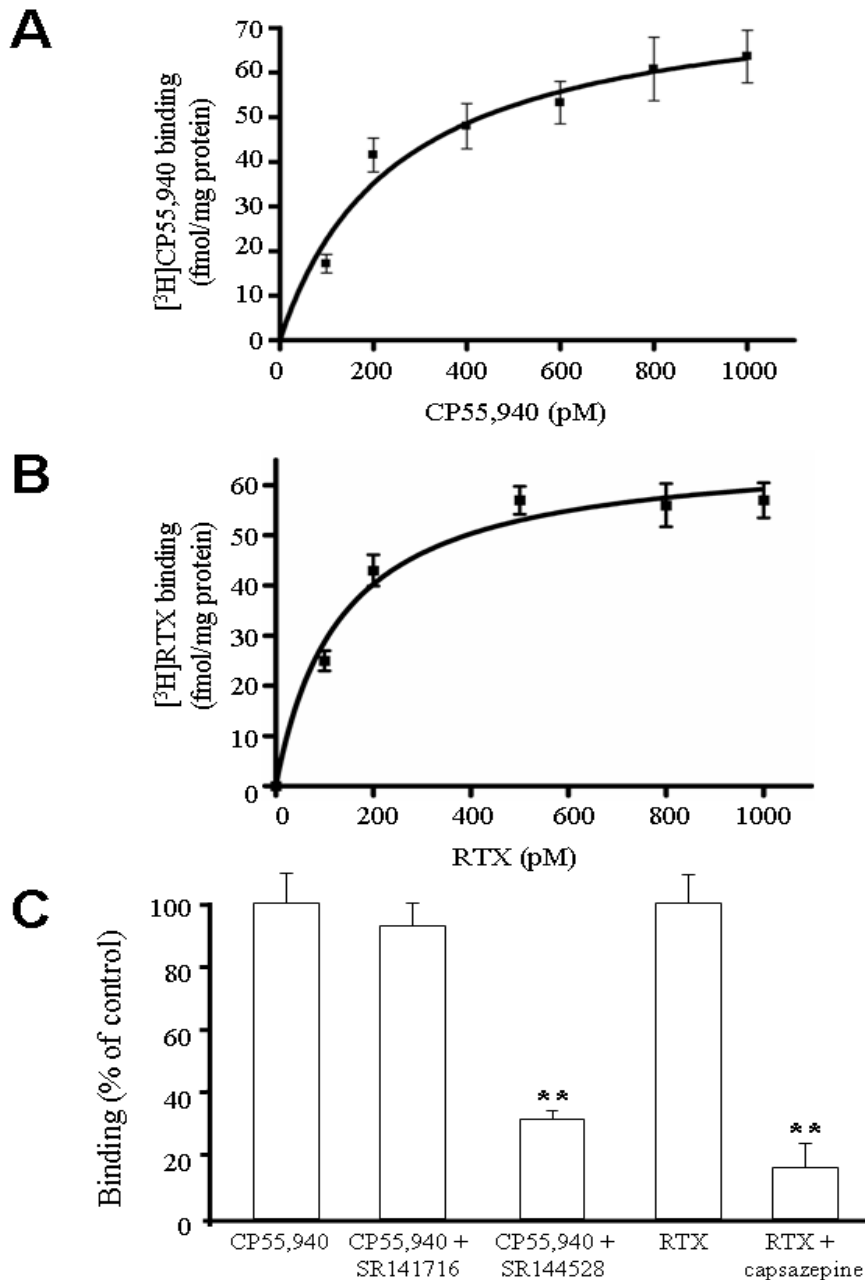 A
[³H]CP55,940 binding
(fmol/mg protein)
70
60
50
40
30
20
10
0
0 200 400 600 800 1000
CP55,940 (pM)
B
[³H]RTX binding
(fmol/mg protein)
60
50
40
30
20
10
0
0 200 400 600 800 1000
RTX (pM)
C
Binding (% of control)
100
80
60
40
20
0
**
**
CP55,940
CP55,940 +
SR141716
CP55,940 +
SR144528
RTX
RTX +
capsazepine